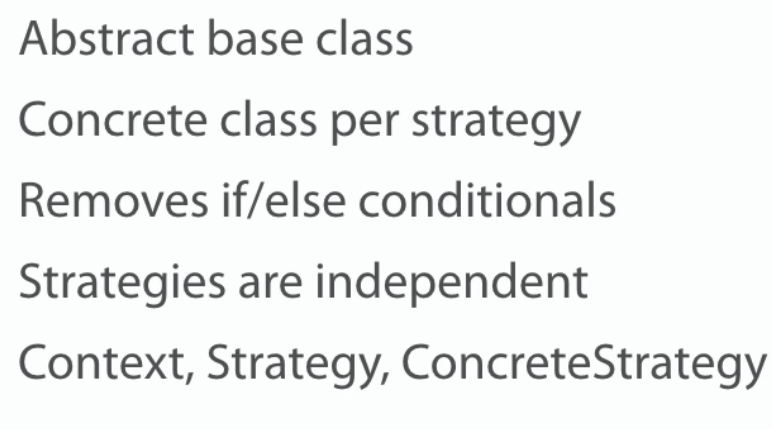 Abstract base class
Concrete class per strategy
Removes if/else conditionals
Strategies are independent
Context, Strategy, ConcreteStrategy